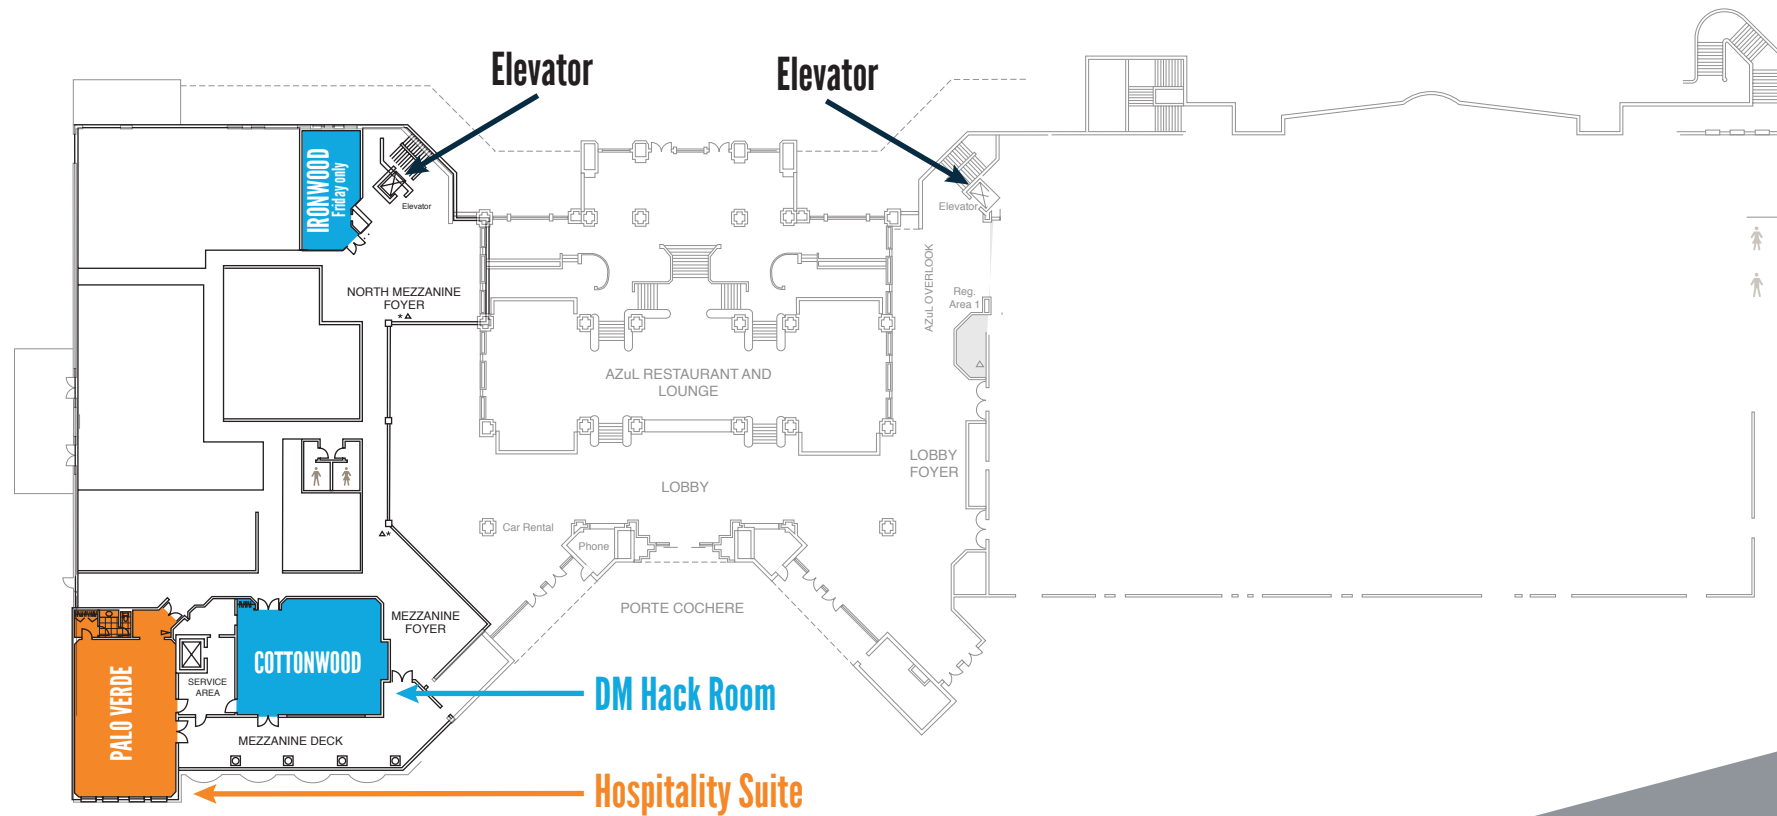 Elevator
Elevator
IRONWOOD
Friday only
Elevator
Elevator
AZuL OVERLOOK
NORTH MEZZANINE
FOYER
*△
Reg.
Area 1
△
AZuL RESTAURANT AND
LOUNGE
LOBBY
FOYER
LOBBY
Car Rental
△*
Phone
PORTE COCHERE
MEZZANINE
FOYER
COTTONWOOD
PALO VERDE
SERVICE
AREA
DM Hack Room
MEZZANINE DECK
Hospitality Suite